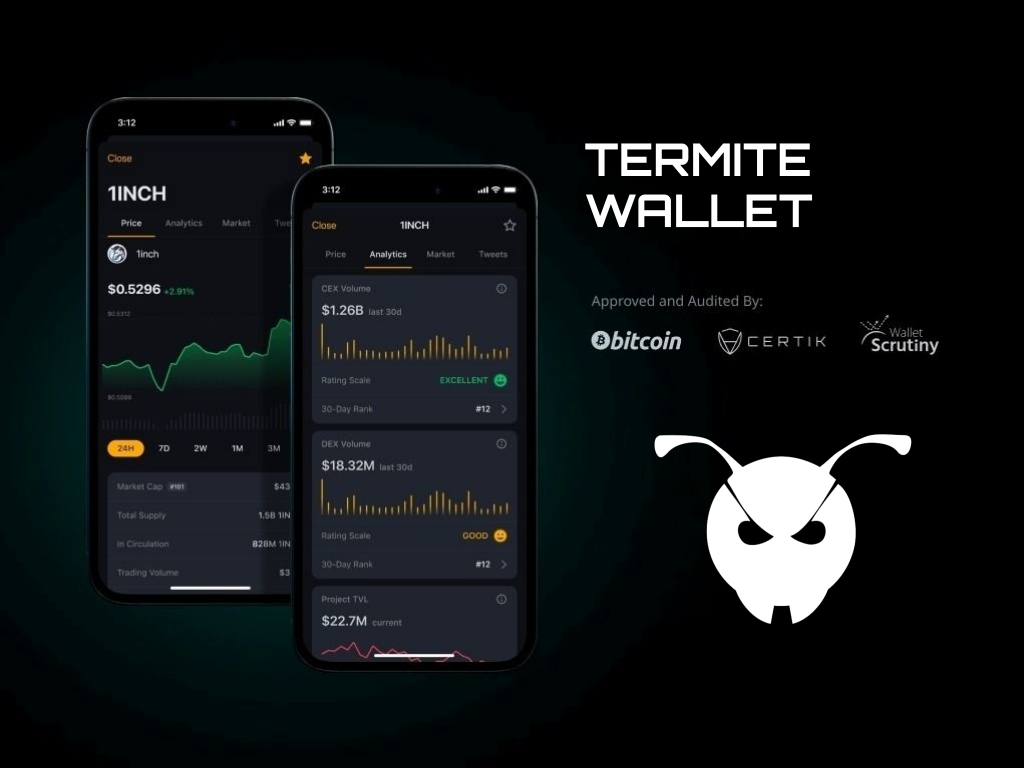 3:12
Close
1INCH
Price Analytics Market Twe
1inch
$0.5296 +2.91%
$0.5312
$0.5088
24H 7D 2W 1M 3M
Market Cap #101 $43
Total Supply 1.5B 1IN
In Circulation 828M 1IN
Trading Volume $3
3:12
Close 1INCH
Price Analytics Market Tweets
CEX Volume
$1.26B last 30d
Rating Scale EXCELLENT
30-Day Rank #12
DEX Volume
$18.32M last 30d
Rating Scale GOOD
30-Day Rank #12
Project TVL
$22.7M current
TERMITE
WALLET
Approved and Audited By:
bitcoin CERTIK Wallet Scrutiny